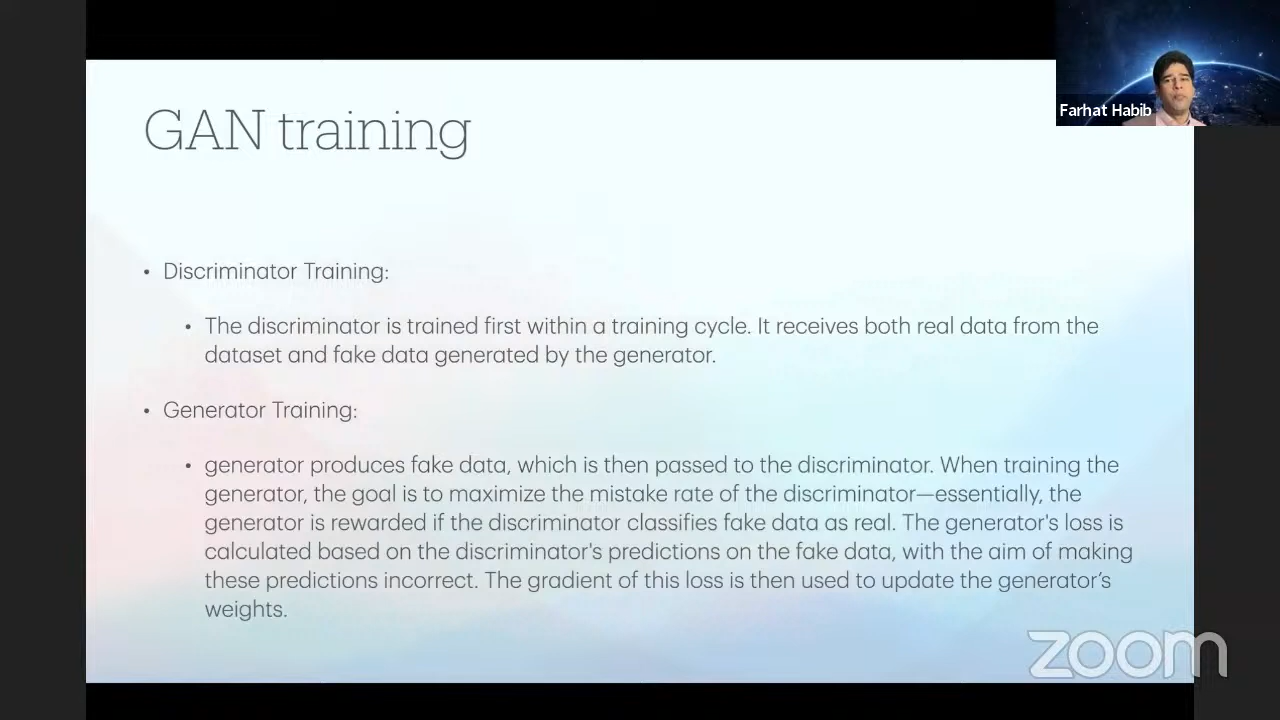 Farhat Habib
GAN training
• Discriminator Training:
• The discriminator is trained first within a training cycle. It receives both real data from the
dataset and fake data generated by the generator.
• Generator Training:
• generator produces fake data, which is then passed to the discriminator. When training the
generator, the goal is to maximize the mistake rate of the discriminator—essentially, the
generator is rewarded if the discriminator classifies fake data as real. The generator's loss is
calculated based on the discriminator's predictions on the fake data, with the aim of making
these predictions incorrect. The gradient of this loss is then used to update the generator’s
weights.
zoom